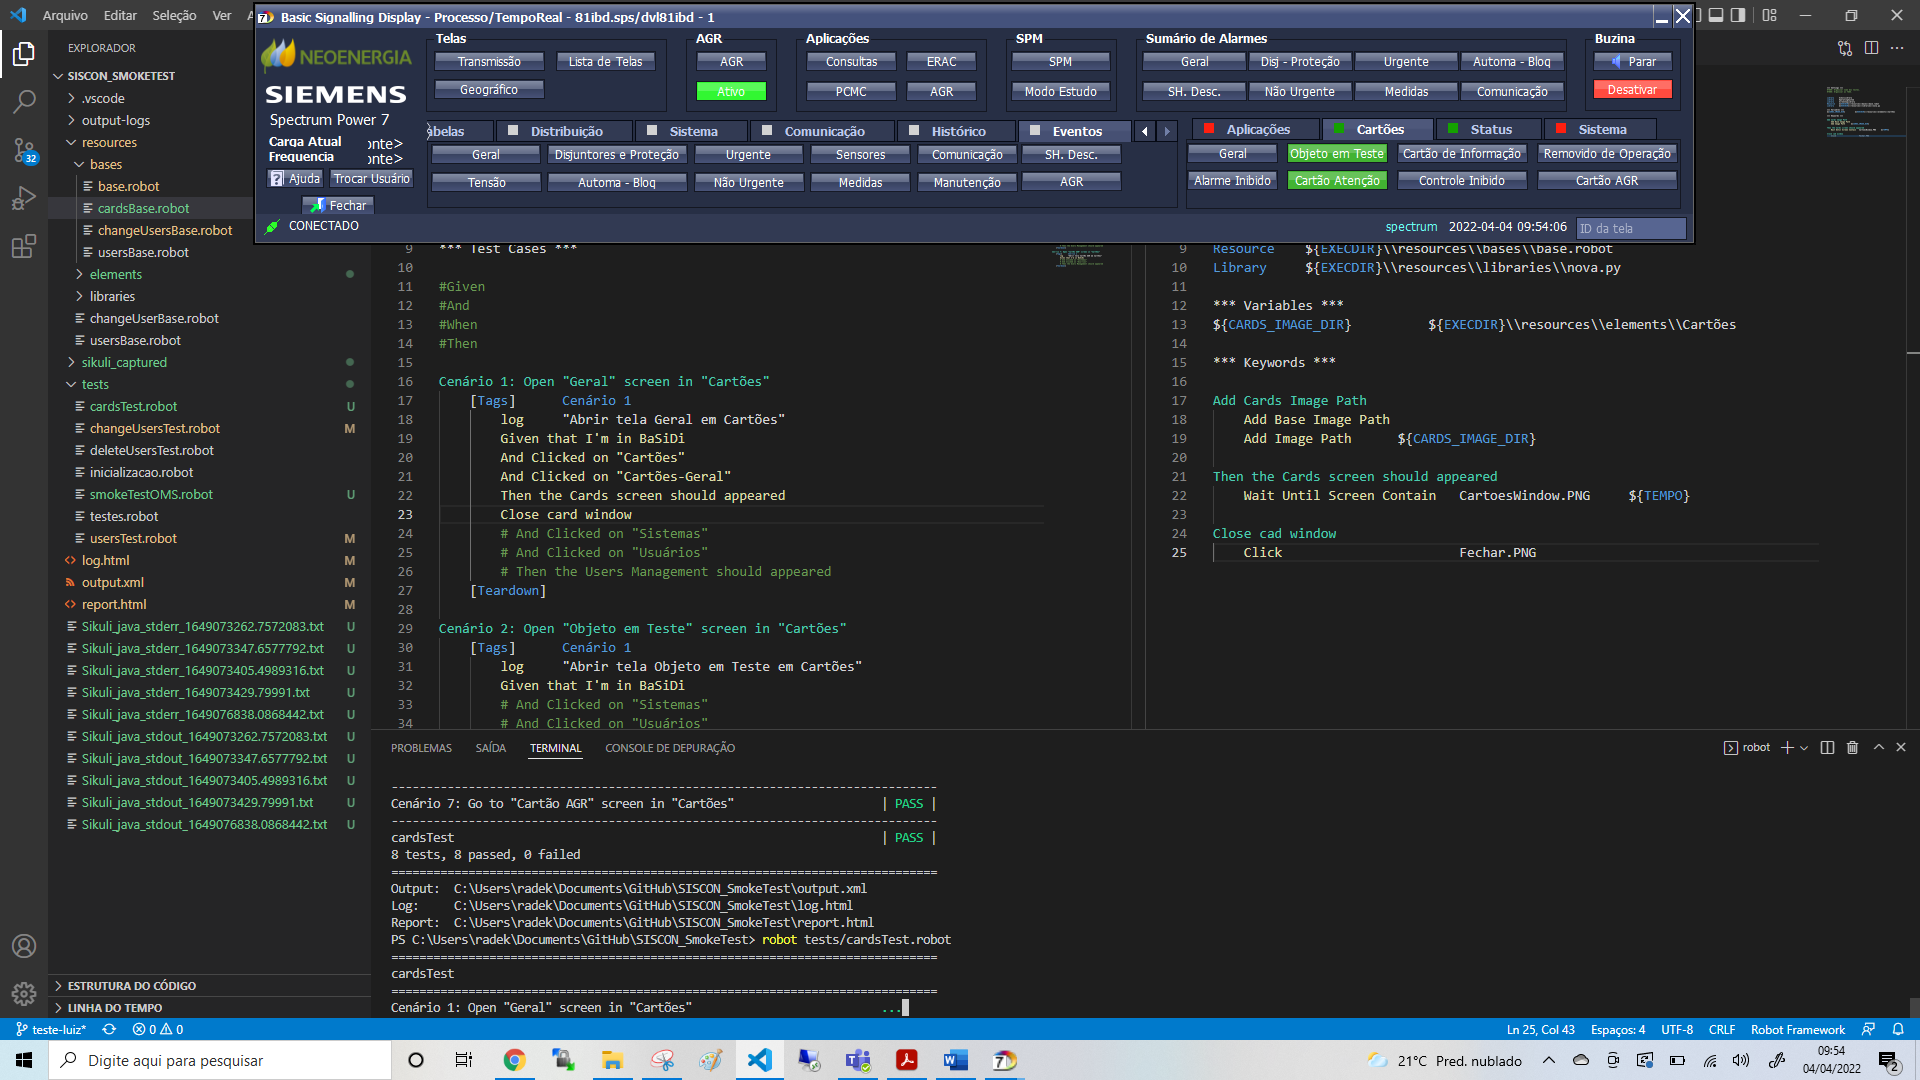 Arquivo Editar Seleção Ver
Basic Signalling Display - Processo/TempoReal - 81ibd.sps/dvl81ibd - 1
NEOENERGIA
SIEMENS
Spectrum Power 7
Carga Atual onte>
Frequencia onte>
Ajuda Trocar Usuário
Fechar
CONECTADO
Telas
Transmissão Lista de Telas
Geográfico
AGR
AGR
Ativo
Aplicações
Consultas ERAC
PCMC AGR
SPM
SPM
Modo Estudo
Sumário de Alarmes
Geral Disj - Proteção Urgente Automa - Bloq
SH. Desc. Não Urgente Medidas Comunicação
Buzina
Parar
Desativar
abelas Distribuição Sistema Comunicação Histórico Eventos
Geral Disjuntores e Proteção Urgente Sensores Comunicação SH. Desc.
Tensão Automa - Bloq Não Urgente Medidas Manutenção AGR
Aplicações Cartões Status Sistema
Geral Objeto em Teste Cartão de Informação Removido de Operação
Alarme Inibido Cartão Atenção Controle Inibido Cartão AGR
spectrum 2022-04-04 09:54:06 ID da tela
EXPLORADOR
SISCON_SMOKETEST
.vscode
output-logs
resources
bases
base.robot
cardsBase.robot
changeUsersBase.robot
usersBase.robot
elements
libraries
changeUserBase.robot
usersBase.robot
sikuli_captured
tests
cardsTest.robot U
changeUsersTest.robot M
deleteUsersTest.robot
inicializacao.robot
smokeTestOMS.robot U
testes.robot
usersTest.robot M
log.html M
output.xml M
report.html M
Sikuli_java_stderr_1649073262.7572083.txt U
Sikuli_java_stderr_1649073347.6577792.txt U
Sikuli_java_stderr_1649073405.4989316.txt U
Sikuli_java_stderr_1649073429.79991.txt U
Sikuli_java_stderr_1649076838.0868442.txt U
Sikuli_java_stdout_1649073262.7572083.txt U
Sikuli_java_stdout_1649073347.6577792.txt U
Sikuli_java_stdout_1649073405.4989316.txt U
Sikuli_java_stdout_1649073429.79991.txt U
Sikuli_java_stdout_1649076838.0868442.txt U
ESTRUTURA DO CÓDIGO
LINHA DO TEMPO
32
9 *** Test Cases ***
10
11 #Given
12 #And
13 #When
14 #Then
15
16 Cenário 1: Open "Geral" screen in "Cartões"
17 [Tags] Cenário 1
18 log "Abrir tela Geral em Cartões"
19 Given that I'm in BaSiDi
20 And Clicked on "Cartões"
21 And Clicked on "Cartões-Geral"
22 Then the Cards screen should appeared
23 Close card window
24 # And Clicked on "Sistemas"
25 # And Clicked on "Usuários"
26 # Then the Users Management should appeared
27 [Teardown]
28
29 Cenário 2: Open "Objeto em Teste" screen in "Cartões"
30 [Tags] Cenário 1
31 log "Abrir tela Objeto em Teste em Cartões"
32 Given that I'm in BaSiDi
33 # And Clicked on "Sistemas"
34 # And Clicked on "Usuários"
9 Resource ${EXECDIR}\\resources\\bases\\base.robot
10 Library ${EXECDIR}\\resources\\libraries\\nova.py
11
12 *** Variables ***
13 ${CARDS_IMAGE_DIR} ${EXECDIR}\\resources\\elements\\Cartões
14
15 *** Keywords ***
16
17 Add Cards Image Path
18 Add Base Image Path
19 Add Image Path ${CARDS_IMAGE_DIR}
20
21 Then the Cards screen should appeared
22 Wait Until Screen Contain CartoesWindow.PNG ${TEMPO}
23
24 Close cad window
25 Click Fechar.PNG
PROBLEMAS SAÍDA TERMINAL CONSOLE DE DEPURAÇÃO
robot
------------------------------------------------------------------------------
Cenário 7: Go to "Cartão AGR" screen in "Cartões" | PASS |
------------------------------------------------------------------------------
cardsTest | PASS |
8 tests, 8 passed, 0 failed
==============================================================================
Output: C:\Users\radek\Documents\GitHub\SISCON_SmokeTest\output.xml
Log: C:\Users\radek\Documents\GitHub\SISCON_SmokeTest\log.html
Report: C:\Users\radek\Documents\GitHub\SISCON_SmokeTest\report.html
PS C:\Users\radek\Documents\GitHub\SISCON_SmokeTest> robot tests/cardsTest.robot
==============================================================================
cardsTest
==============================================================================
Cenário 1: Open "Geral" screen in "Cartões" ...
teste-luiz* 0 0
Ln 25, Col 43 Espaços: 4 UTF-8 CRLF Robot Framework
Digite aqui para pesquisar
21°C Pred. nublado
09:54
04/04/2022
2